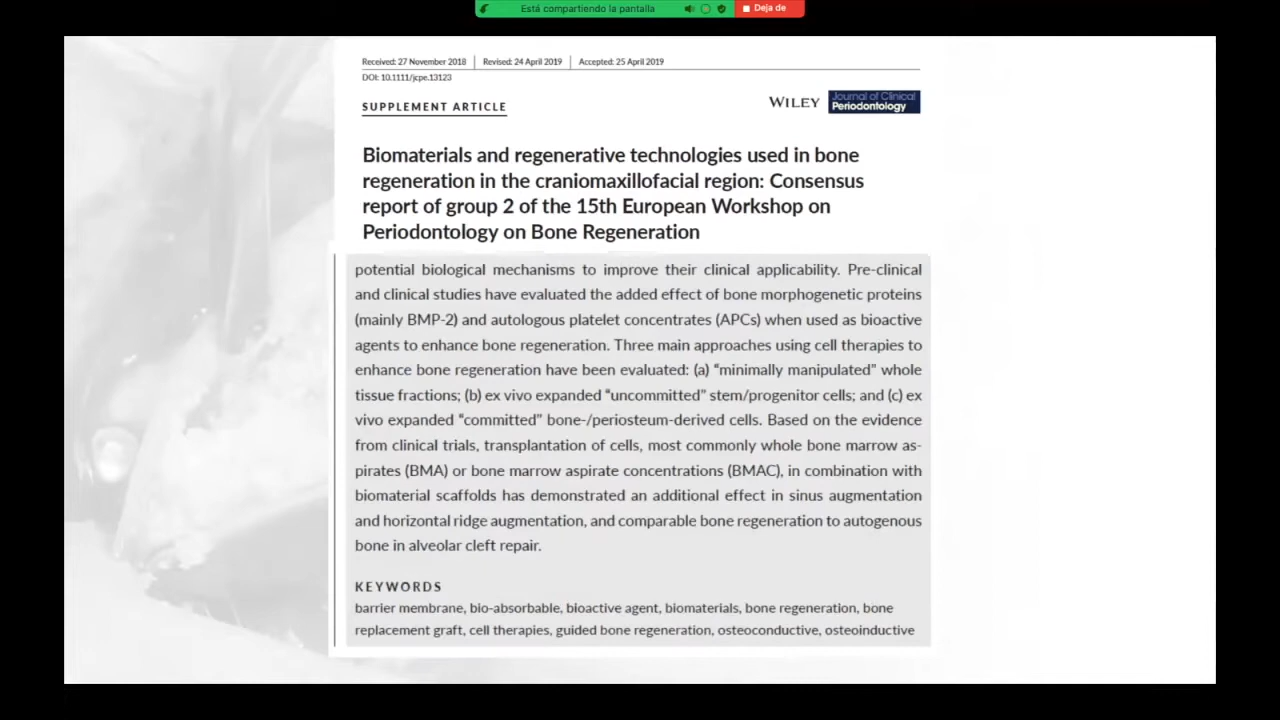 Está compartiendo la pantalla
Deja de
Received: 27 November 2018 | Revised: 24 April 2019 | Accepted: 25 April 2019
DOI: 10.1111/jcpe.13123
SUPPLEMENT ARTICLE
WILEY
Journal of Clinical
Periodontology
Biomaterials and regenerative technologies used in bone
regeneration in the craniomaxillofacial region: Consensus
report of group 2 of the 15th European Workshop on
Periodontology on Bone Regeneration
potential biological mechanisms to improve their clinical applicability. Pre-clinical
and clinical studies have evaluated the added effect of bone morphogenetic proteins
(mainly BMP-2) and autologous platelet concentrates (APCs) when used as bioactive
agents to enhance bone regeneration. Three main approaches using cell therapies to
enhance bone regeneration have been evaluated: (a) “minimally manipulated” whole
tissue fractions; (b) ex vivo expanded “uncommitted” stem/progenitor cells; and (c) ex
vivo expanded “committed” bone-/periosteum-derived cells. Based on the evidence
from clinical trials, transplantation of cells, most commonly whole bone marrow as-
pirates (BMA) or bone marrow aspirate concentrations (BMAC), in combination with
biomaterial scaffolds has demonstrated an additional effect in sinus augmentation
and horizontal ridge augmentation, and comparable bone regeneration to autogenous
bone in alveolar cleft repair.
KEYWORDS
barrier membrane, bio-absorbable, bioactive agent, biomaterials, bone regeneration, bone
replacement graft, cell therapies, guided bone regeneration, osteoconductive, osteoinductive